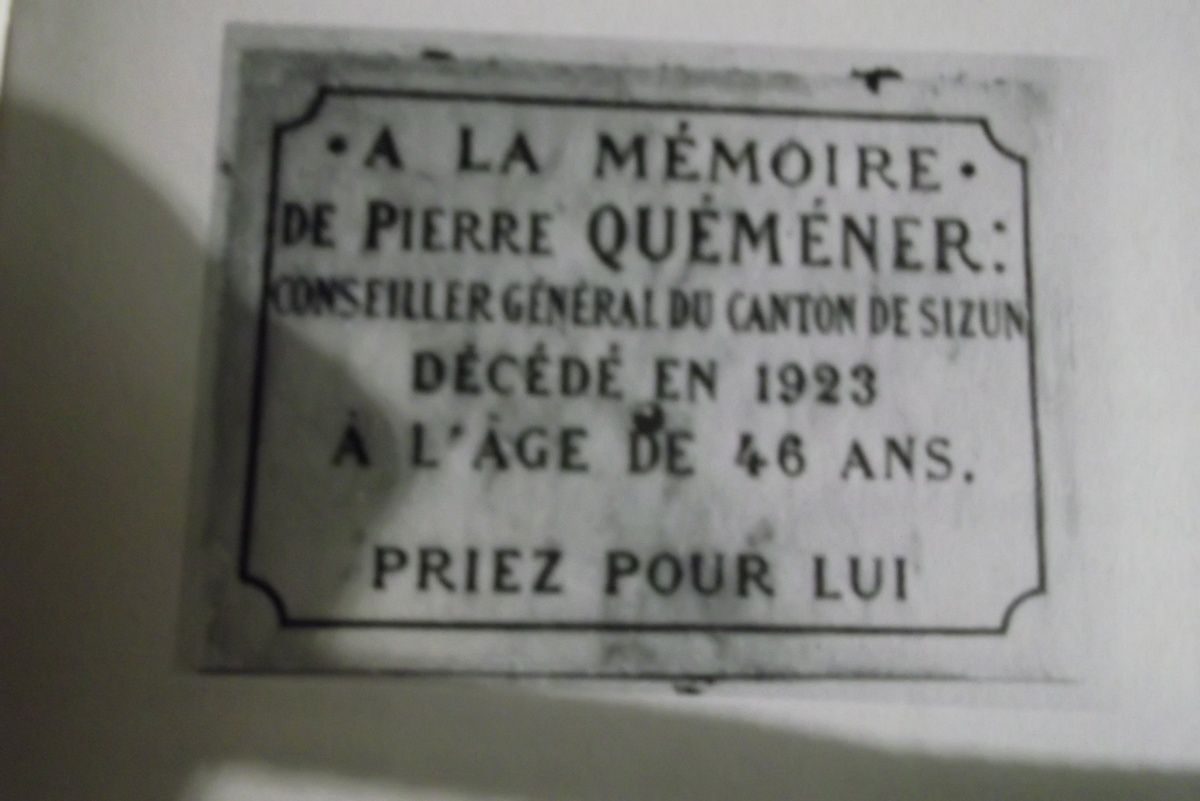 • A LA MÉMOIRE •
DE PIERRE QUÉMÉNER:
CONSEILLER GÉNÉRAL DU CANTON DE SIZUN
DÉCÉDÉ EN 1923
À L'ÂGE DE 46 ANS.
PRIEZ POUR LUI